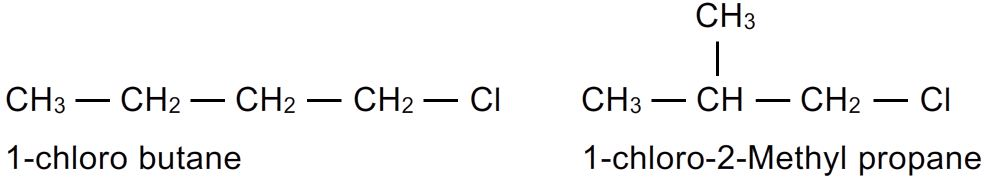 CH3
CH3 — CH2 — CH2 — CH2 — Cl
CH3 — CH — CH2 — Cl
1-chloro butane
1-chloro-2-Methyl propane